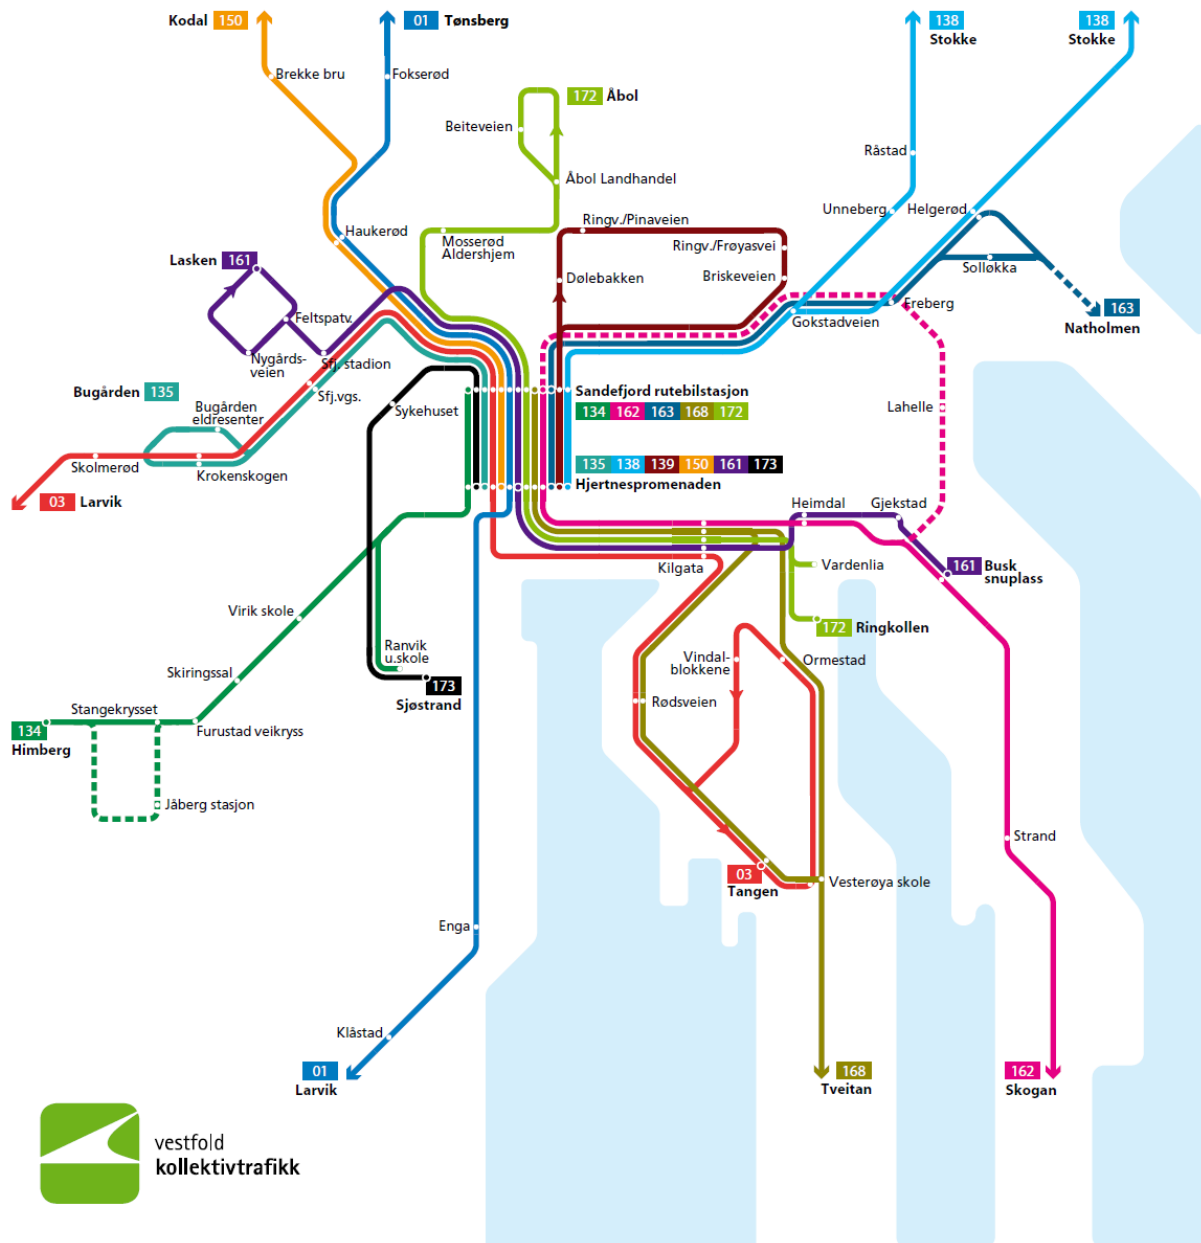 Kodal 150
01 Tønsberg
138
Stokke
138
Stokke
Brekke bru
Fokserød
172 Åbol
Beiteveien
Råstad
Åbol Landhandel
Unneberg
Helgerød
Ringv./Pinaveien
Haukerød
Mosserød
Aldershjem
Ringv./Frøyasvei
Lasken 161
Solløkka
Dølebakken
Briskeveien
Freberg
163
Natholmen
Feltspatv.
Gokstadveien
Nygårds-
veien
Sfj. stadion
Bugården 135
Sfj.vgs.
Sandefjord rutebilstasjon
134 162 163 168 172
Sykehuset
Bugården
eldresenter
Lahelle
Skolmerød
Krokenskogen
135 138 139 150 161 173
Hjertnespromenaden
03 Larvik
Heimdal
Gjekstad
Kilgata
Vardenlia
161 Busk
snuplass
Virik skole
172 Ringkollen
Ranvik
u.skole
Vindal-
blokkene
Ormestad
Skiringssal
173
Sjøstrand
Rødsveien
Stangekrysset
134
Himberg
Furustad veikryss
Jåberg stasjon
Strand
03
Tangen
Vesterøya skole
Enga
Klåstad
01
Larvik
168
Tveitan
162
Skogan
vestfold
kollektivtrafikk